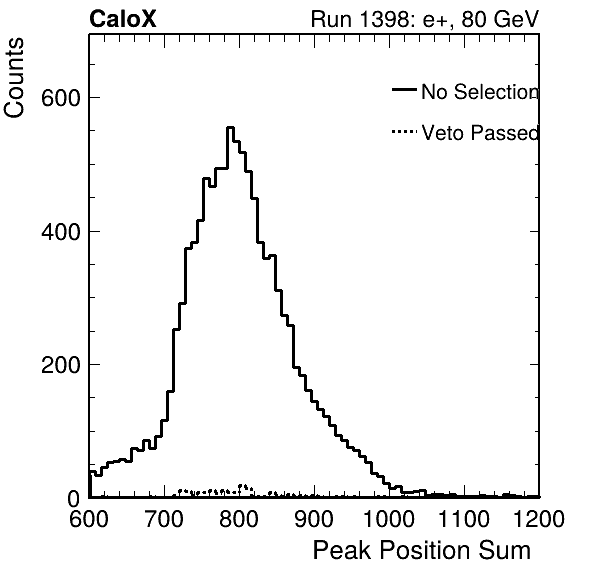 CaloX Run 1398: e+, 80 GeV
Counts
No Selection
Veto Passed
600
400
200
0
600 700 800 900 1000 1100 1200
Peak Position Sum